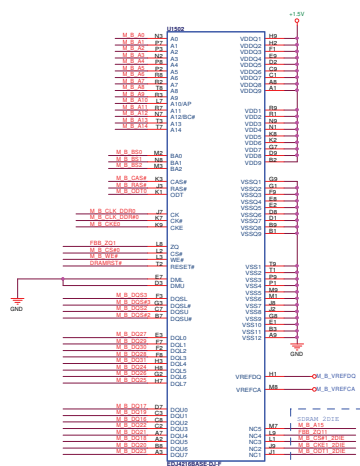 +1.5V
U1502
M_B_A0 N3 A0 VDDQ1 H9
M_B_A1 P7 A1 VDDQ2 H2
M_B_A2 P3 A2 VDDQ3 F1
M_B_A3 N2 A3 VDDQ4 E9
M_B_A4 P8 A4 VDDQ5 D2
M_B_A5 P2 A5 VDDQ6 C9
M_B_A6 R8 A6 VDDQ7 C1
M_B_A7 R2 A7 VDDQ8 A8
M_B_A8 T8 A8 VDDQ9 A1
M_B_A9 R3 A9
M_B_A10 L7 A10/AP VDD1 R9
M_B_A11 R7 A11 VDD2 R1
M_B_A12 N7 A12/BC# VDD3 N9
M_B_A13 T3 A13 VDD4 N1
M_B_A14 T7 A14 VDD5 K8
VDD6 K2
VDD7 G7
VDD8 D9
VDD9 B2
M_B_BS0 M2 BA0
M_B_BS1 N8 BA1
M_B_BS2 M3 BA2
M_B_CAS# K3 CAS# VSSQ1 G9
M_B_RAS# J3 RAS# VSSQ2 G1
M_B_ODT0 K1 ODT VSSQ3 F9
VSSQ4 E8
VSSQ5 E2
M_B_CLK_DDR0 J7 CK VSSQ6 D8
M_B_CLK_DDR#0 K7 CK# VSSQ7 D1
M_B_CKE0 K9 CKE VSSQ8 B9
VSSQ9 B1
FBB_ZQ1 L8 ZQ
M_B_CS#0 L2 CS#
M_B_WE# L3 WE#
DRAMRST# T2 RESET#
VSS1 T9
VSS2 T1
E7 DML VSS3 P9
D3 DMU VSS4 P1
VSS5 M9
M_B_DQS3 F3 DQSL VSS6 M1
M_B_DQS#3 G3 DQSL# VSS7 J8
M_B_DQS2 C7 DQSU VSS8 J2
M_B_DQS#2 B7 DQSU# VSS9 G8
VSS10 E1
VSS11 B3
VSS12 A9
GND
GND
M_B_DQ27 E3 DQL0
M_B_DQ29 F7 DQL1
M_B_DQ30 F2 DQL2
M_B_DQ28 F8 DQL3
M_B_DQ31 H3 DQL4
M_B_DQ24 H8 DQL5
M_B_DQ26 G2 DQL6
M_B_DQ25 H7 DQL7
VREFDQ H1 M_B_VREFDQ
VREFCA M8 M_B_VREFCA
SDRAM 2DIE
M_B_DQ17 D7 DQU0
M_B_DQ19 C3 DQU1
M_B_DQ16 C8 DQU2
M_B_DQ22 C2 DQU3
M_B_DQ21 A7 DQU4 NC5 M7 M_B_A15
M_B_DQ18 A2 DQU5 NC4 L9 FBB_ZQ11
M_B_DQ20 B8 DQU6 NC3 L1 M_B_CS#1_2DIE
M_B_DQ23 A3 DQU7 NC2 J9 M_B_CKE1_2DIE
NC1 J1 M_B_ODT1_2DIE
EDJ4216BASE-DJ-F